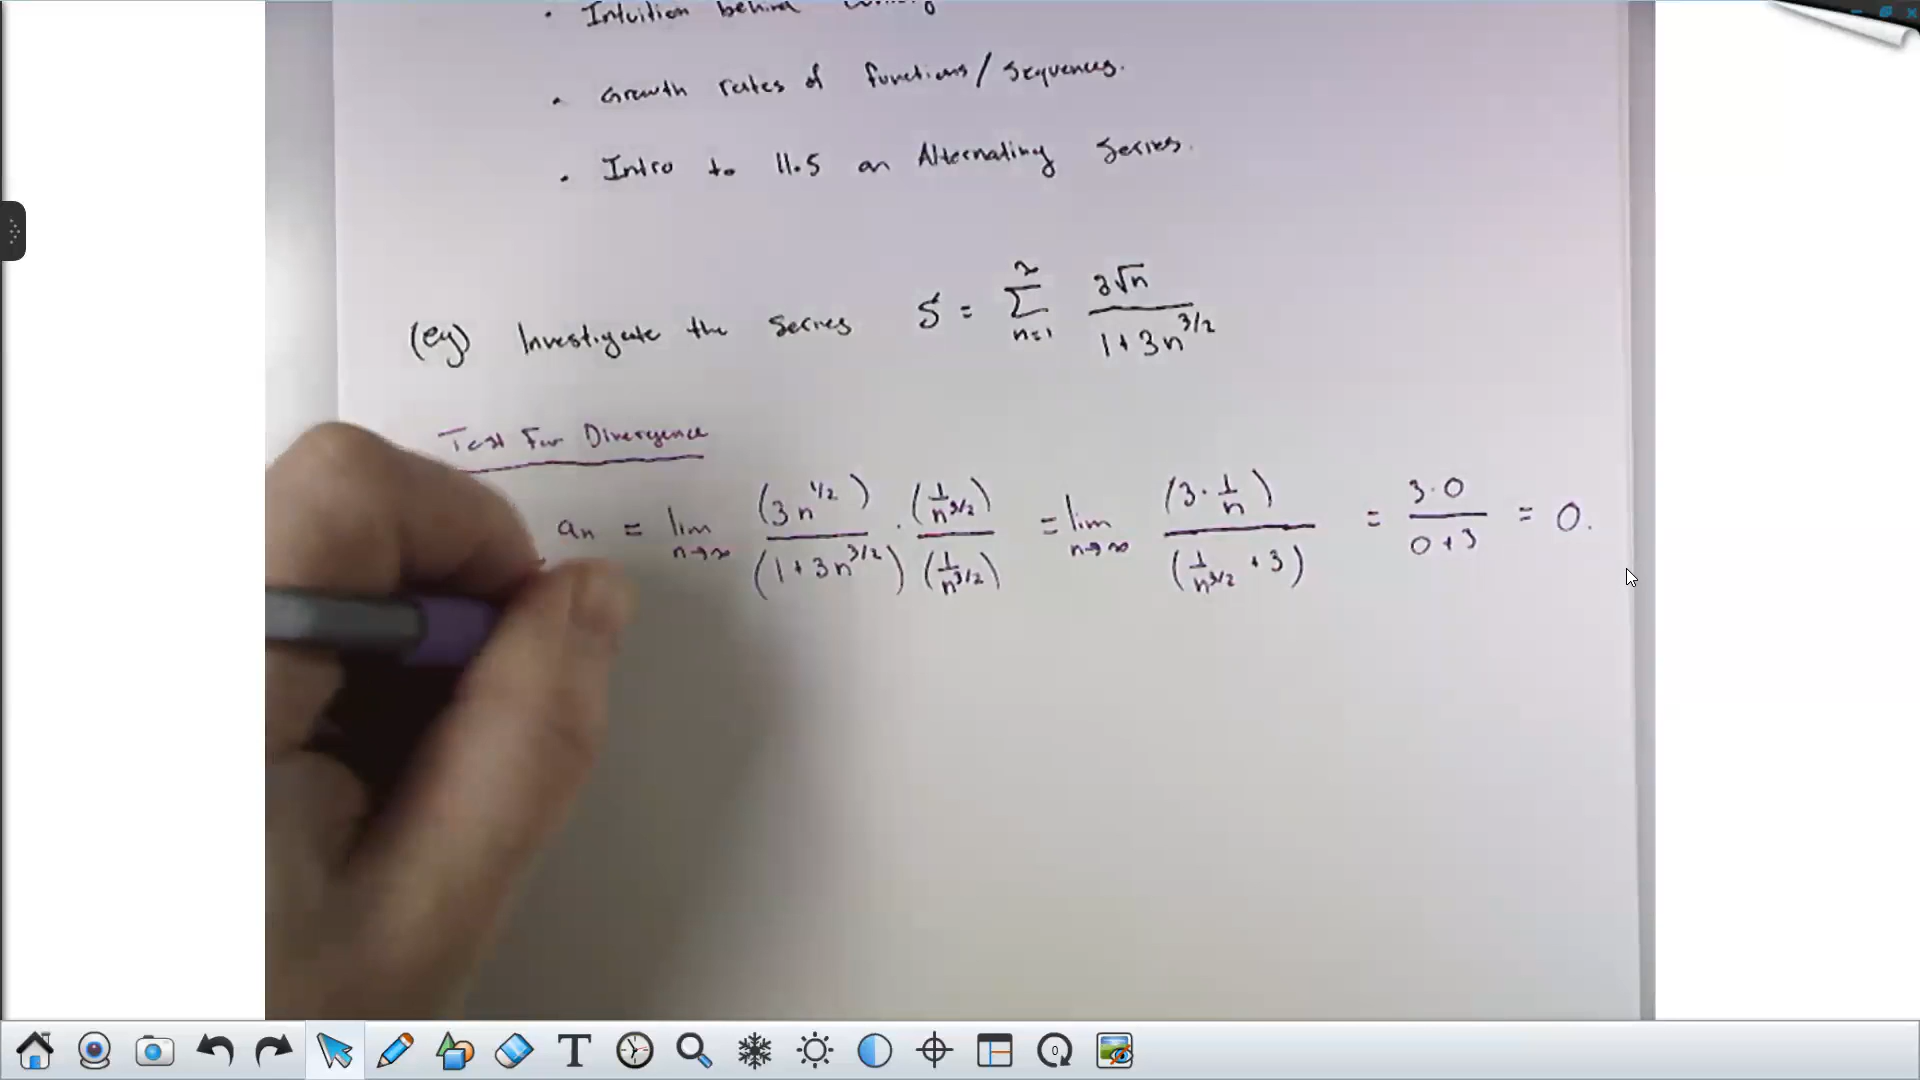 • Intuition behind
• Growth rates of functions/sequences.
• Intro to 11.5 on Alternating Series.
(eg) Investigate the series S = ∑_{n=1}^{∞} 3√n / (1+3n^{3/2})
Test For Divergence
a_n = lim_{n→∞} (3n^{1/2}) / (1+3n^{3/2}) · (1/n^{3/2}) / (1/n^{3/2}) = lim_{n→∞} (3·1/n) / (1/n^{3/2} + 3) = 3·0 / 0+3 = 0.
T
0